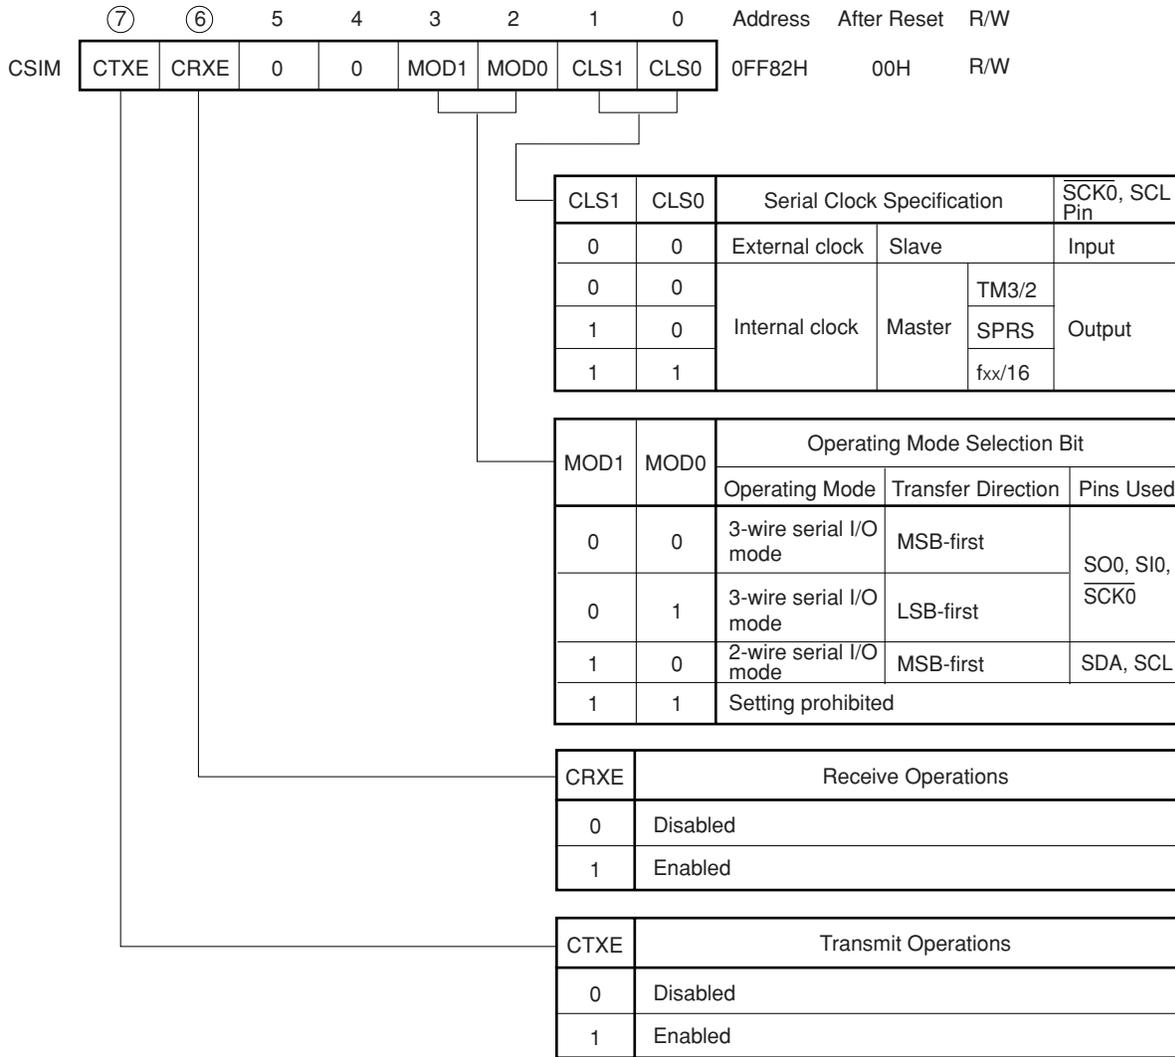 ⑦ ⑥ 5 4 3 2 1 0 Address After Reset R/W
CSIM CTXE CRXE 0 0 MOD1 MOD0 CLS1 CLS0 0FF82H 00H R/W
CLS1 CLS0 Serial Clock Specification SCK0, SCL
Pin
0 0 External clock Slave Input
0 0 TM3/2
1 0 Internal clock Master SPRS Output
1 1 fxx/16
MOD1 MOD0 Operating Mode Selection Bit
Operating Mode Transfer Direction Pins Used
0 0 3-wire serial I/O
mode MSB-first SO0, SI0,
SCK0
0 1 3-wire serial I/O
mode LSB-first
1 0 2-wire serial I/O
mode MSB-first SDA, SCL
1 1 Setting prohibited
CRXE Receive Operations
0 Disabled
1 Enabled
CTXE Transmit Operations
0 Disabled
1 Enabled